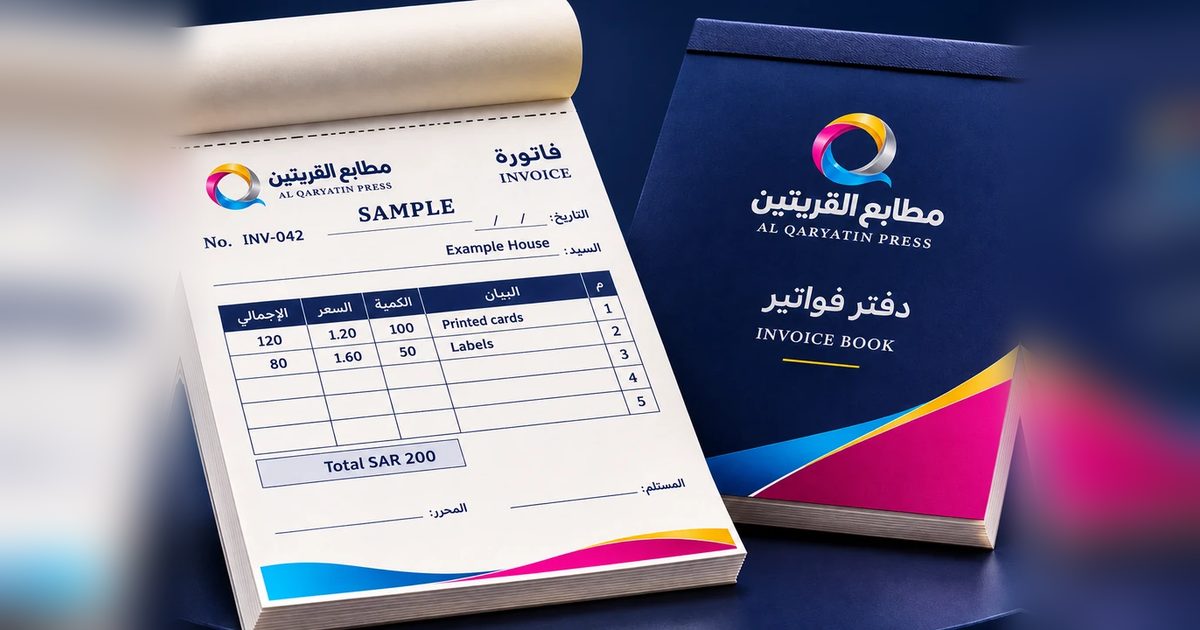 مطابع القريتين
AL QARYATIN PRESS
فاتورة
INVOICE
SAMPLE
التاريخ: / /
No. INV-042
السيد: Example House
م البيان الكمية السعر الإجمالي
1 Printed cards 100 1.20 120
2 Labels 50 1.60 80
3
4
5
Total SAR 200
المستلم:
المحرر:
مطابع القريتين
AL QARYATIN PRESS
دفتر فواتير
INVOICE BOOK